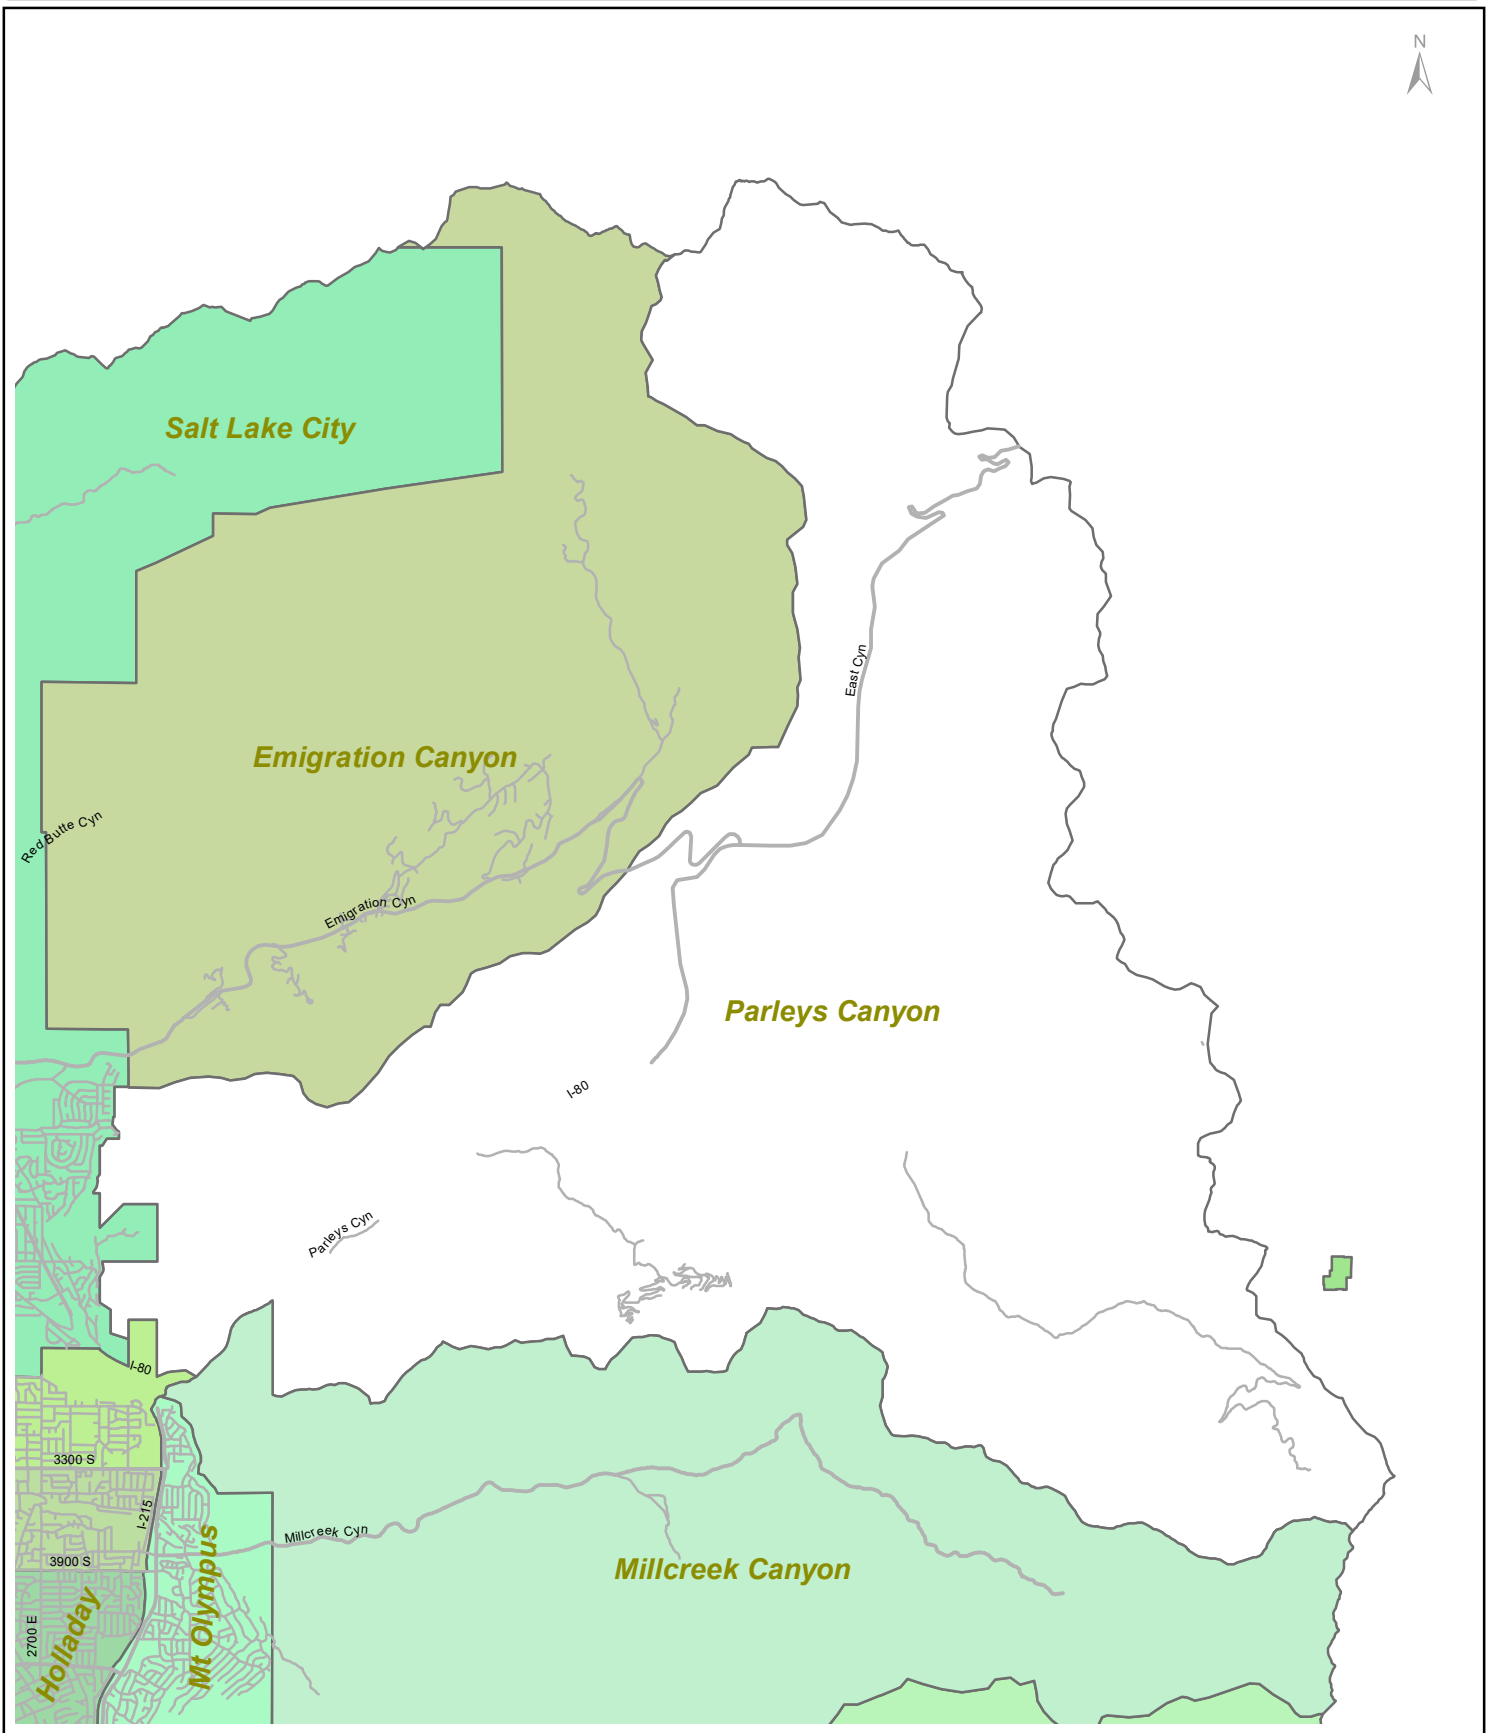 N
Salt Lake City
East Cyn
Emigration Canyon
Red Butte Cyn
Emigration Cyn
Parleys Canyon
I-80
Parleys Cyn
I-80
3300 S
I-215
Millcreek Cyn
3900 S
Millcreek Canyon
Mt Olympus
2700 E
Holladay